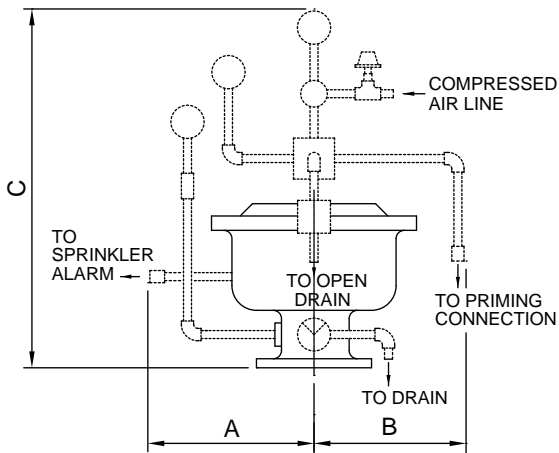 C
COMPRESSED
AIR LINE
TO
SPRINKLER
ALARM
TO OPEN
DRAIN
TO PRIMING
CONNECTION
TO DRAIN
A
B